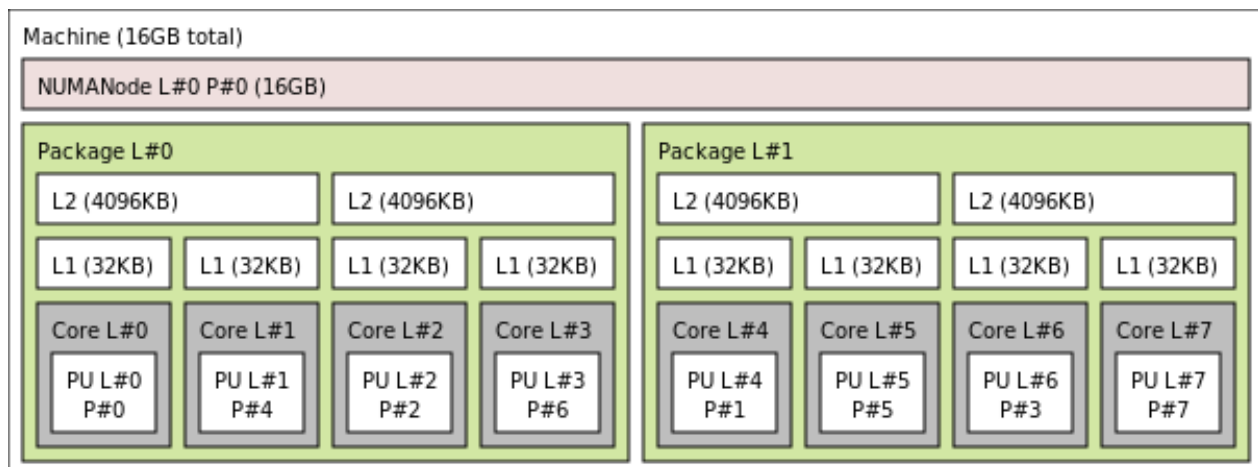 Machine (16GB total)
NUMANode L#0 P#0 (16GB)
Package L#0
L2 (4096KB)
L2 (4096KB)
L1 (32KB)
L1 (32KB)
L1 (32KB)
L1 (32KB)
Core L#0
PU L#0
P#0
Core L#1
PU L#1
P#4
Core L#2
PU L#2
P#2
Core L#3
PU L#3
P#6
Package L#1
L2 (4096KB)
L2 (4096KB)
L1 (32KB)
L1 (32KB)
L1 (32KB)
L1 (32KB)
Core L#4
PU L#4
P#1
Core L#5
PU L#5
P#5
Core L#6
PU L#6
P#3
Core L#7
PU L#7
P#7